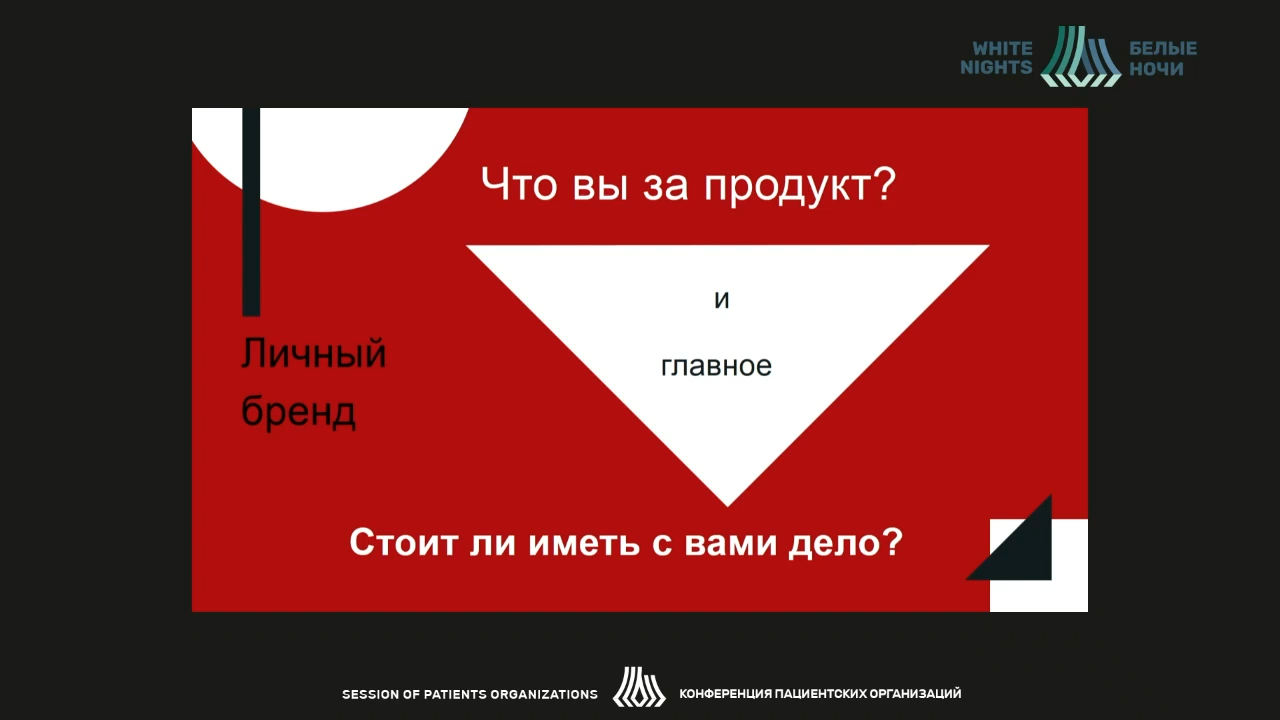 WHITE
NIGHTS
БЕЛЫЕ
НОЧИ
Что вы за продукт?
и
главное
Личный
бренд
Стоит ли иметь с вами дело?
SESSION OF PATIENTS ORGANIZATIONS
КОНФЕРЕНЦИЯ ПАЦИЕНТСКИХ ОРГАНИЗАЦИЙ